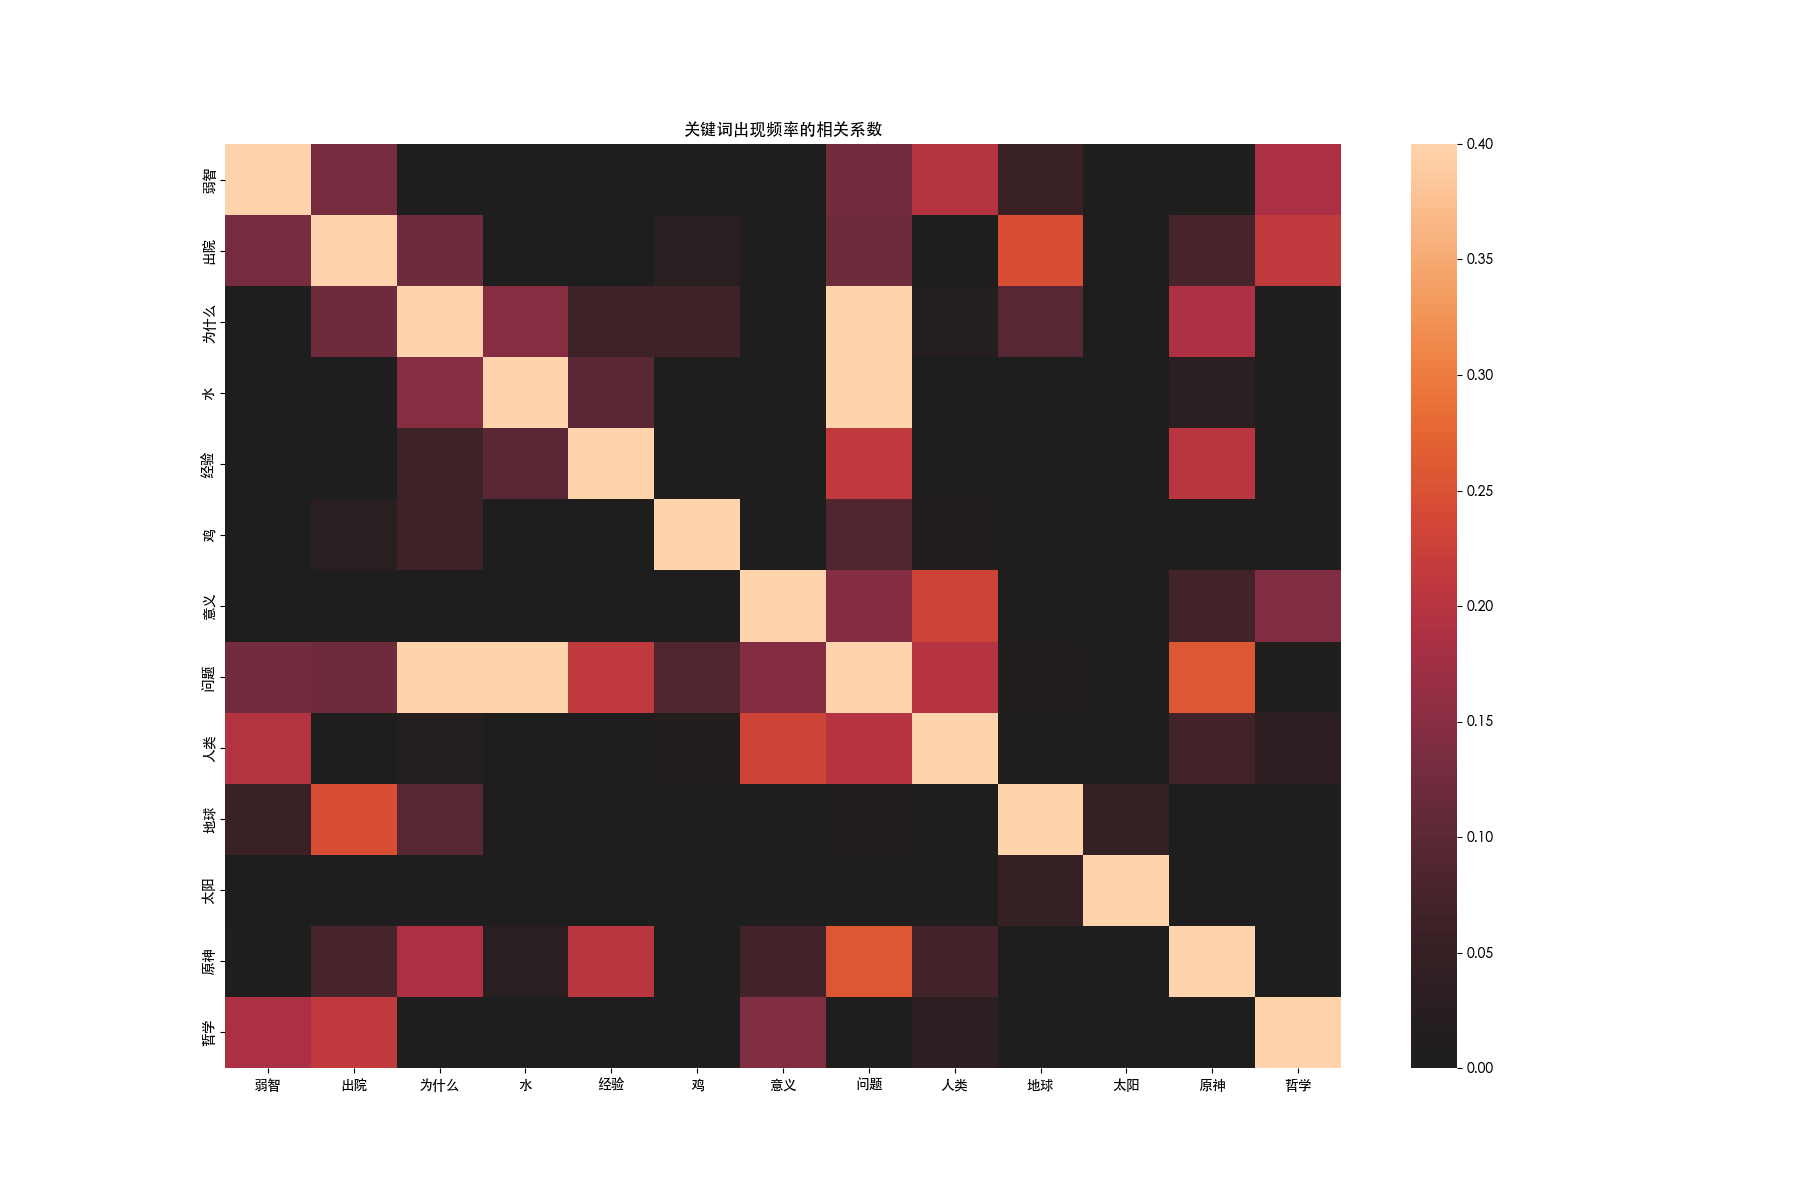 关键词出现频率的相关系数
弱智
出院
为什么
水
经验
鸡
意义
问题
人类
地球
太阳
原神
哲学
弱智
出院
为什么
水
经验
鸡
意义
问题
人类
地球
太阳
原神
哲学
0.40
0.35
0.30
0.25
0.20
0.15
0.10
0.05
0.00